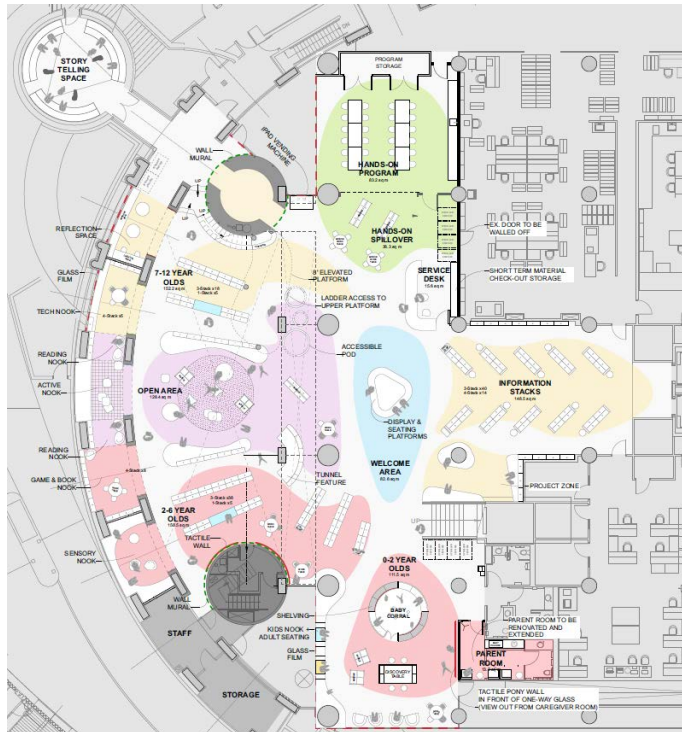 STORY
TELLING
SPACE
PROGRAM
STORAGE
IPAD VENDING
MACHINE
WALL
MURAL
HANDS-ON
PROGRAM
UP
UP
UP
REFLECTION
SPACE
HANDS-ON
SPILLOVER
EX. DOOR TO BE
WALLED OFF
7-12 YEAR
OLDS
8' ELEVATED
PLATFORM
SERVICE
DESK
SHORT TERM MATERIAL
CHECK-OUT STORAGE
GLASS
FILM
LADDER ACCESS TO
UPPER PLATFORM
TECH NOOK
ACCESSIBLE
POD
READING
NOOK
ACTIVE
NOOK
OPEN AREA
INFORMATION
STACKS
DISPLAY &
SEATING
PLATFORMS
READING
NOOK
WELCOME
AREA
GAME & BOOK
NOOK
TUNNEL
FEATURE
PROJECT ZONE
2-6 YEAR
OLDS
UP
TACTILE
WALL
SENSORY
NOOK
0-2 YEAR
OLDS
WALL
MURAL
SHELVING
BABY
CORRAL
PARENT ROOM TO BE
RENOVATED AND
EXTENDED
KIDS NOOK
ADULT SEATING
STAFF
GLASS
FILM
PARENT
ROOM
DISCOVERY
TABLE
STORAGE
TACTILE PONY WALL
IN FRONT OF ONE-WAY GLASS
(VIEW OUT FROM CAREGIVER ROOM)